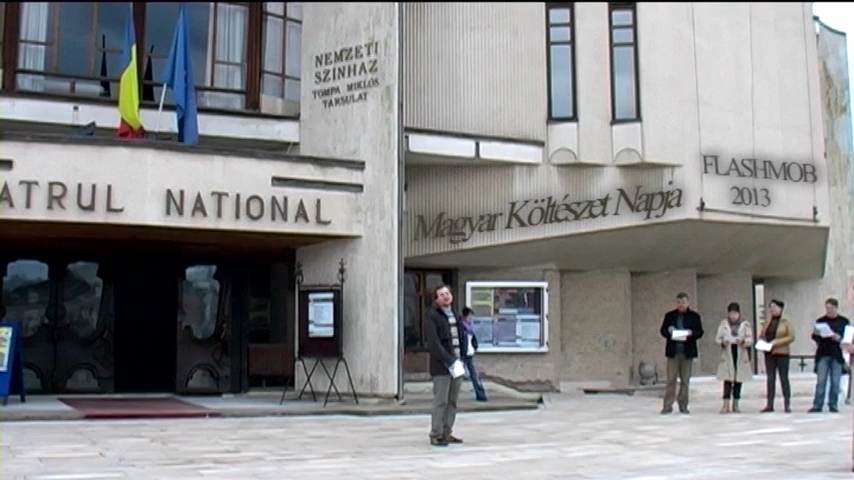 NEMZETI
SZINHAZ
TOMPA MIKLÓS
TÁRSULAT
ATRUL NATIONAL
Magyar Költészet Napja
FLASHMOB
2013